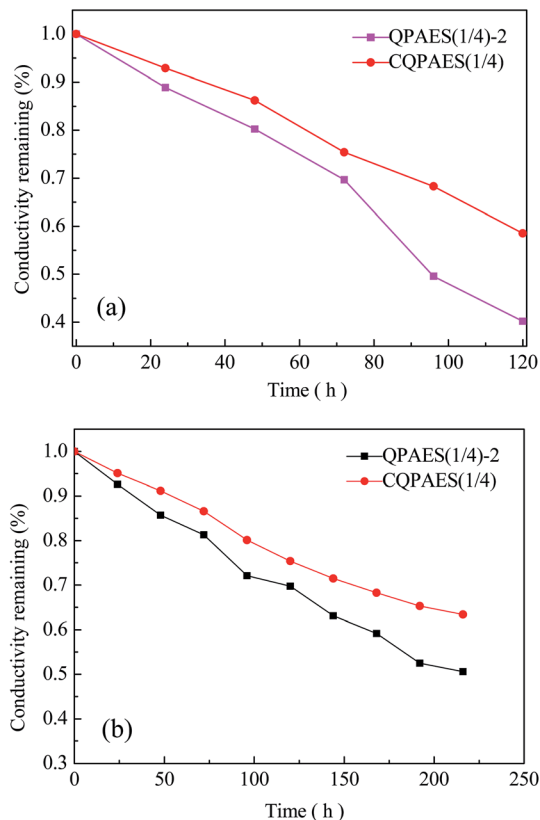 1.0
0.9
0.8
0.7
0.6
0.5
0.4
Conductivity remaining (%)
QPAES(1/4)-2
CQPAES(1/4)
(a)
0 20 40 60 80 100 120
Time ( h )
1.0
0.9
0.8
0.7
0.6
0.5
0.4
0.3
Conductivity remaining (%)
QPAES(1/4)-2
CQPAES(1/4)
(b)
0 50 100 150 200 250
Time ( h )